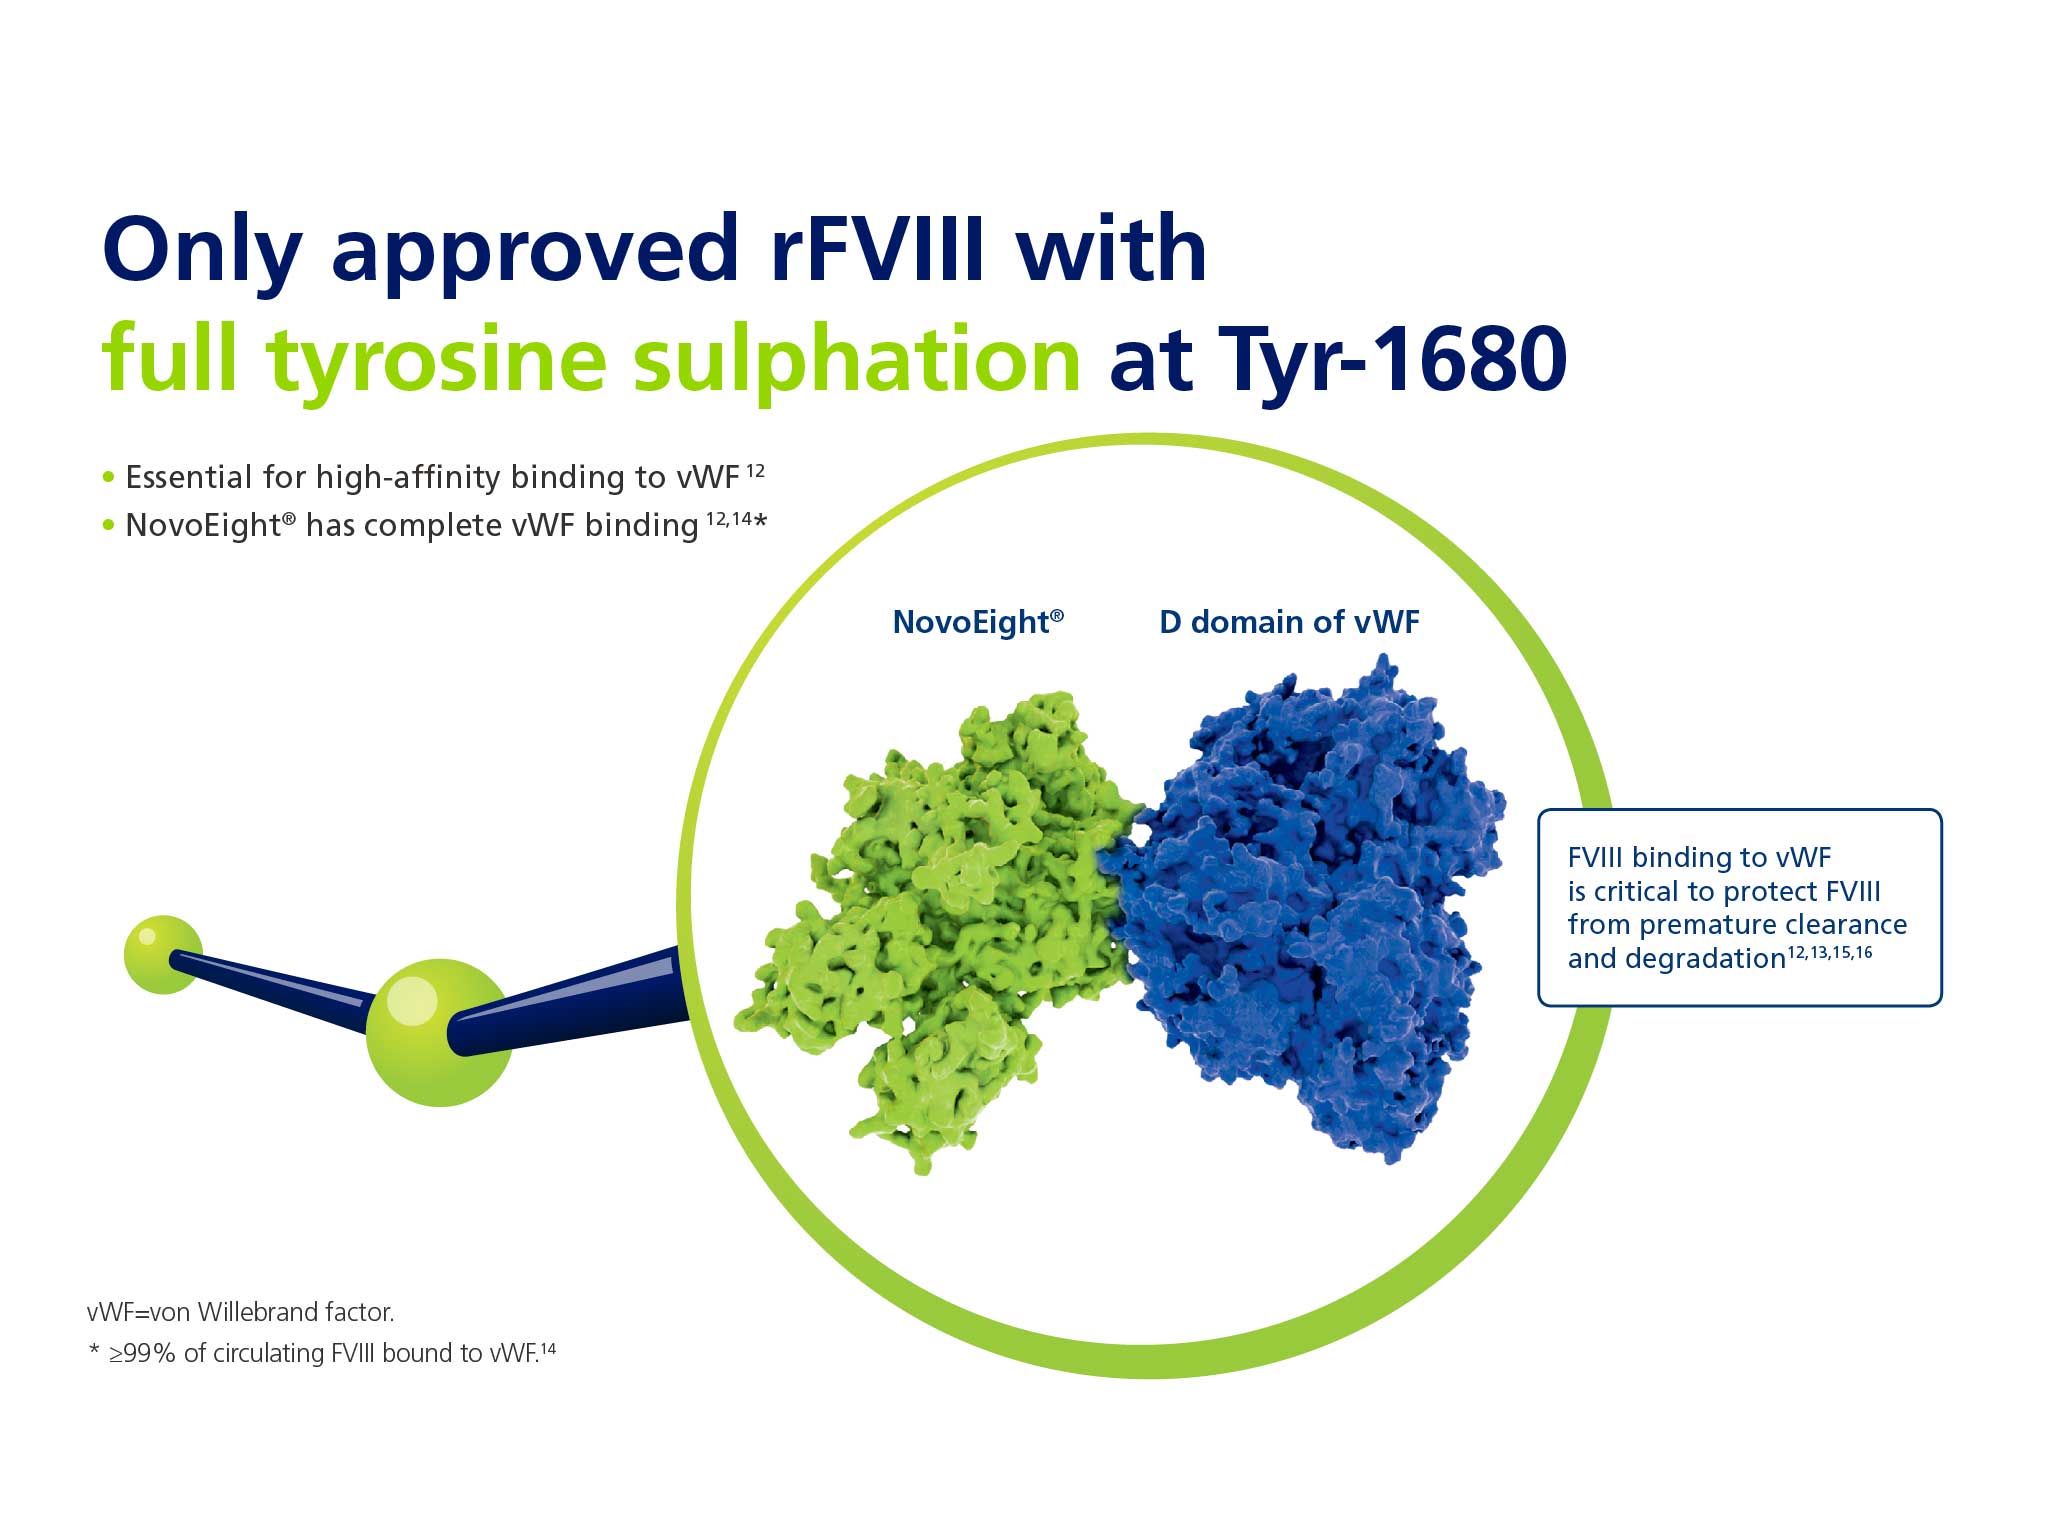 Only approved rFVIII with
full tyrosine sulphation at Tyr-1680
• Essential for high-affinity binding to vWF 12
• NovoEight® has complete vWF binding 12,14*
NovoEight®
D domain of vWF
FVIII binding to vWF
is critical to protect FVIII
from premature clearance
and degradation12,13,15,16
vWF=von Willebrand factor.
* ≥99% of circulating FVIII bound to vWF.14